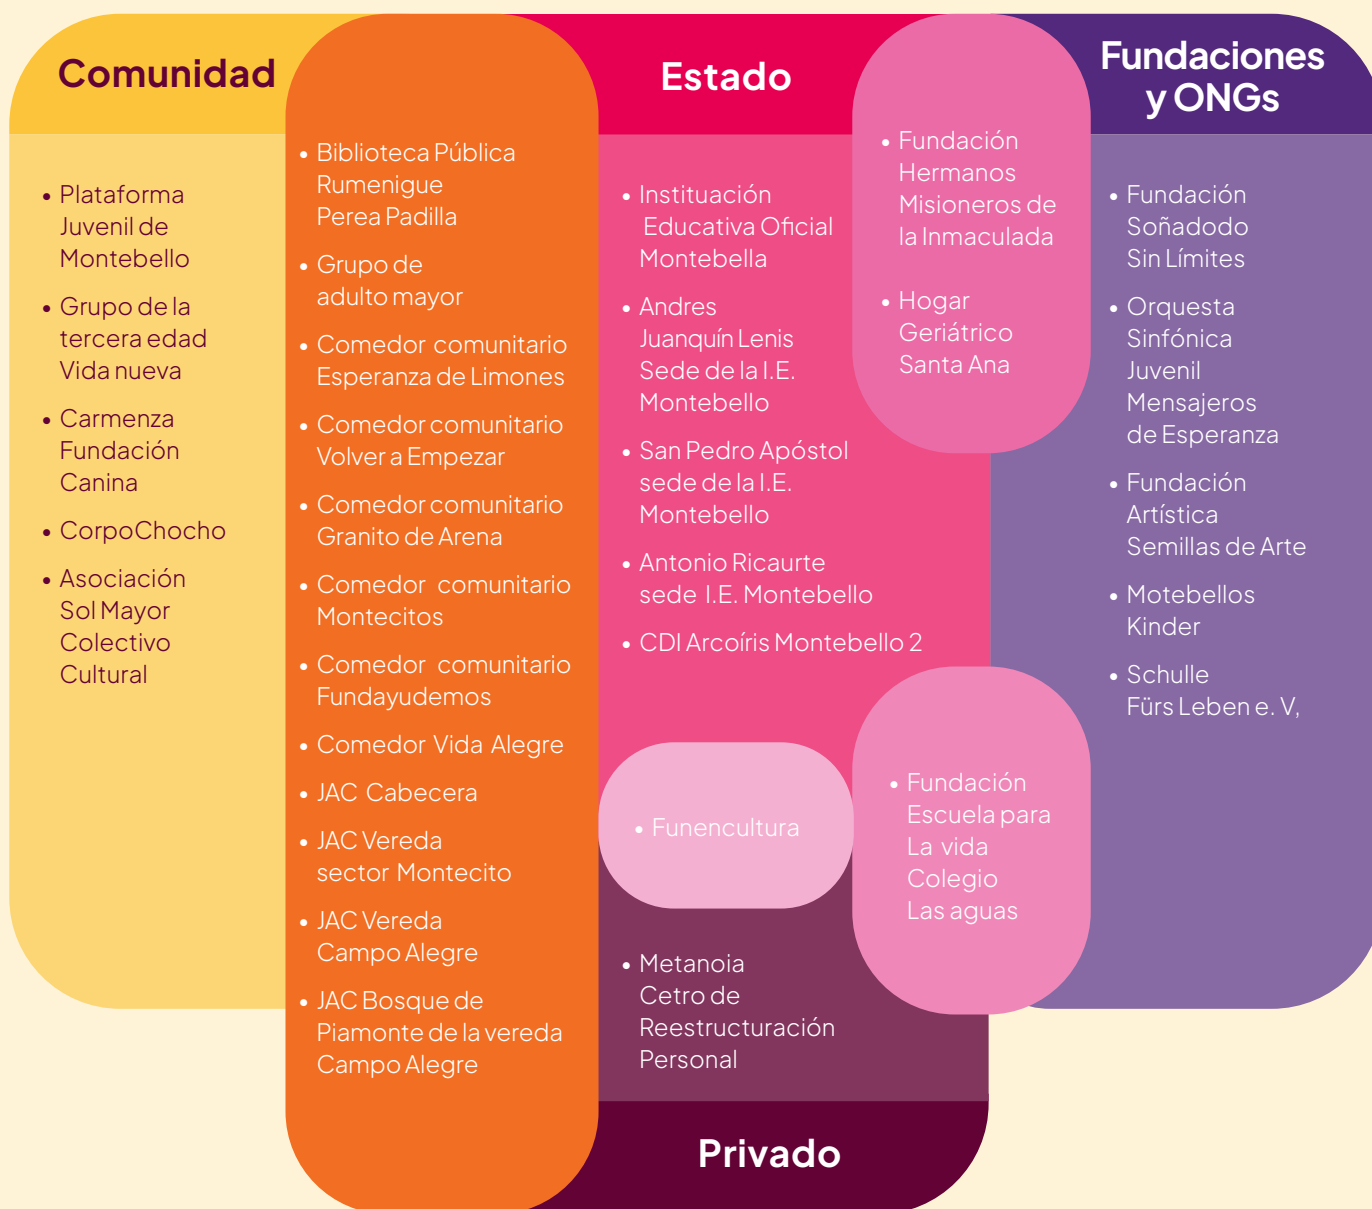 Comunidad
• Plataforma
Juvenil de
Montebello
• Grupo de la
tercera edad
Vida nueva
• Carmenza
Fundación
Canina
• CorpoChocho
• Asociación
Sol Mayor
Colectivo
Cultural
• Biblioteca Pública
Rumenigue
Perea Padilla
• Grupo de
adulto mayor
• Comedor comunitario
Esperanza de Limones
• Comedor comunitario
Volver a Empezar
• Comedor comunitario
Granito de Arena
• Comedor comunitario
Montecitos
• Comedor comunitario
Fundayudemos
• Comedor Vida Alegre
• JAC Cabecera
• JAC Vereda
sector Montecito
• JAC Vereda
Campo Alegre
• JAC Bosque de
Piamonte de la vereda
Campo Alegre
Estado
• Instituación
Educativa Oficial
Montebella
• Andres
Juanquín Lenis
Sede de la I.E.
Montebello
• San Pedro Apóstol
sede de la I.E.
Montebello
• Antonio Ricaurte
sede I.E. Montebello
• CDI Arcoíris Montebello 2
• Funencultura
• Metanoia
Cetro de
Reestructuración
Personal
Privado
• Fundación
Hermanos
Misioneros de
la Inmaculada
• Hogar
Geriátrico
Santa Ana
• Fundación
Escuela para
La vida
Colegio
Las aguas
Fundaciones
y ONGs
• Fundación
Soñadodo
Sin Límites
• Orquesta
Sinfónica
Juvenil
Mensajeros
de Esperanza
• Fundación
Artística
Semillas de Arte
• Motebellos
Kinder
• Schulle
Fürs Leben e. V,